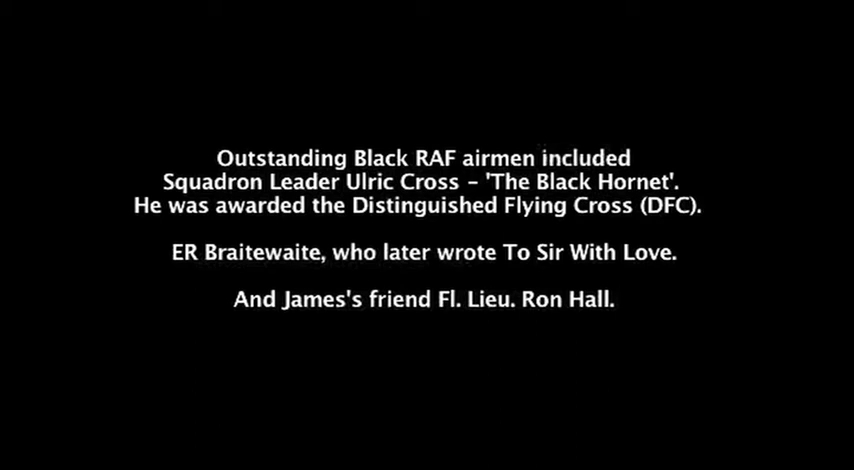 Outstanding Black RAF airmen included
Squadron Leader Ulric Cross - 'The Black Hornet'.
He was awarded the Distinguished Flying Cross (DFC).
ER Braitewaite, who later wrote To Sir With Love.
And James's friend Fl. Lieu. Ron Hall.